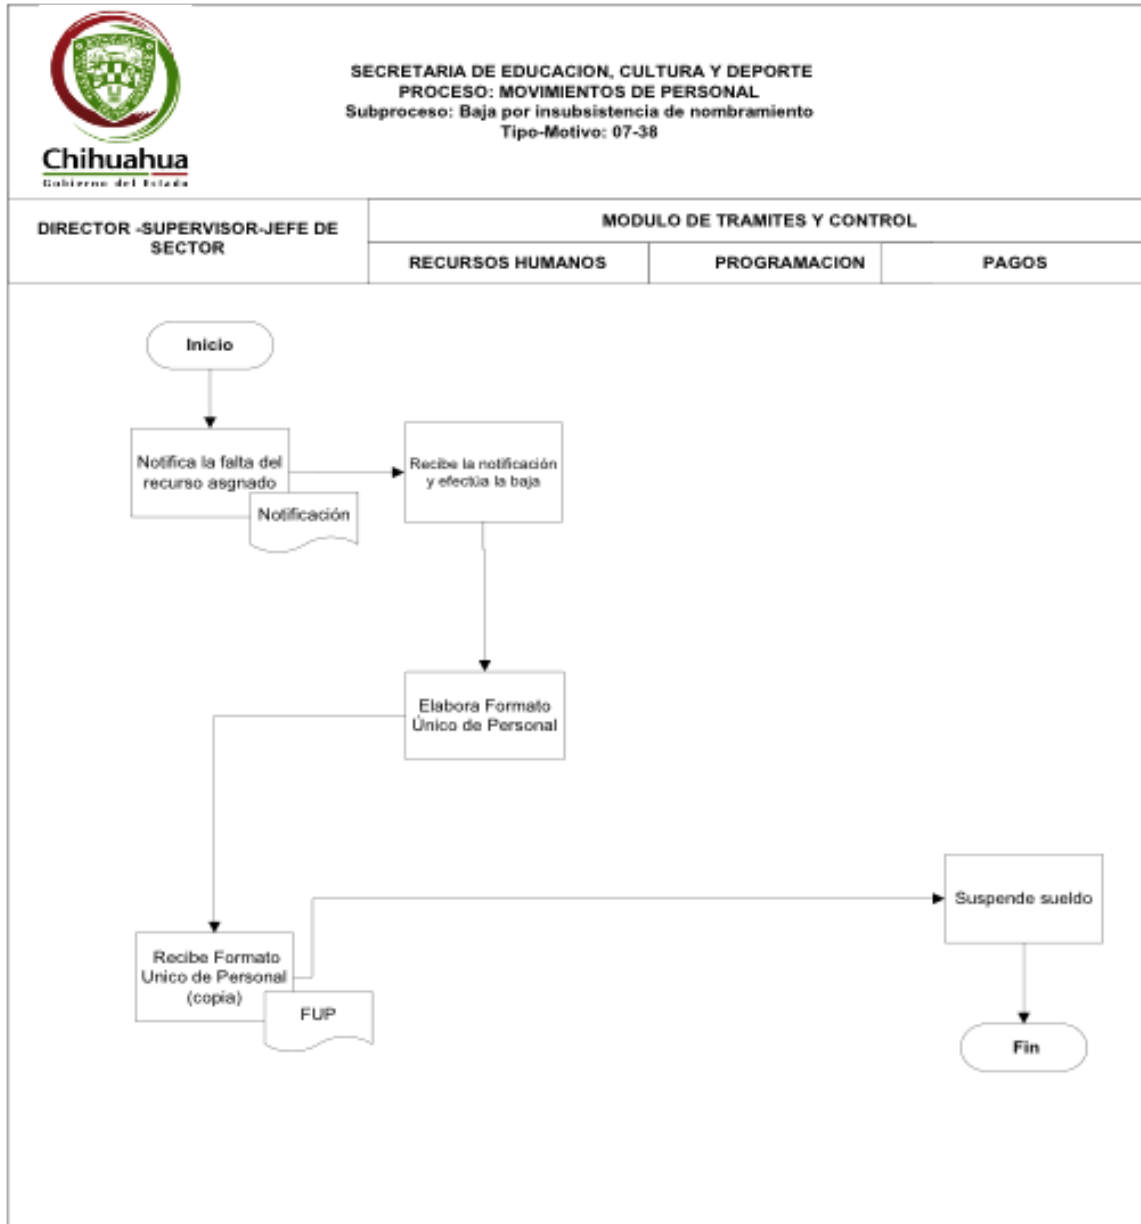 Chihuahua
Gobierno del Estado
SECRETARIA DE EDUCACION, CULTURA Y DEPORTE
PROCESO: MOVIMIENTOS DE PERSONAL
Subproceso: Baja por insubsistencia de nombramiento
Tipo-Motivo: 07-38
DIRECTOR -SUPERVISOR-JEFE DE
SECTOR
MODULO DE TRAMITES Y CONTROL
RECURSOS HUMANOS
PROGRAMACION
PAGOS
Inicio
Notifica la falta del
recurso asgnado
Notificación
Recibe la notificación
y efectúa la baja
Elabora Formato
Único de Personal
Recibe Formato
Unico de Personal
(copia)
FUP
Suspende sueldo
Fin